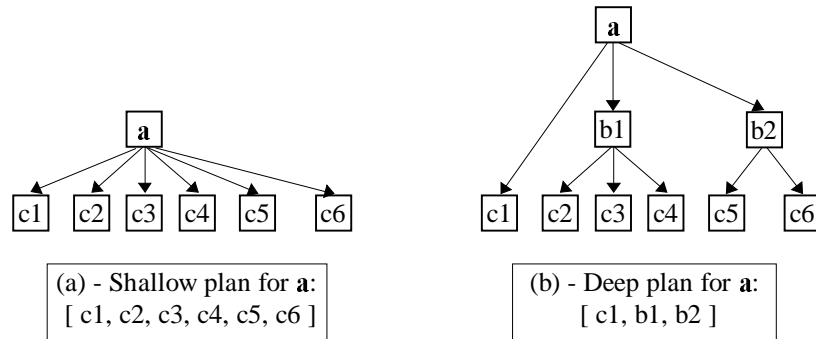 a
c1 c2 c3 c4 c5 c6
(a) - Shallow plan for a:
[ c1, c2, c3, c4, c5, c6 ]
a
b1 b2
c1 c2 c3 c4 c5 c6
(b) - Deep plan for a:
[ c1, b1, b2 ]